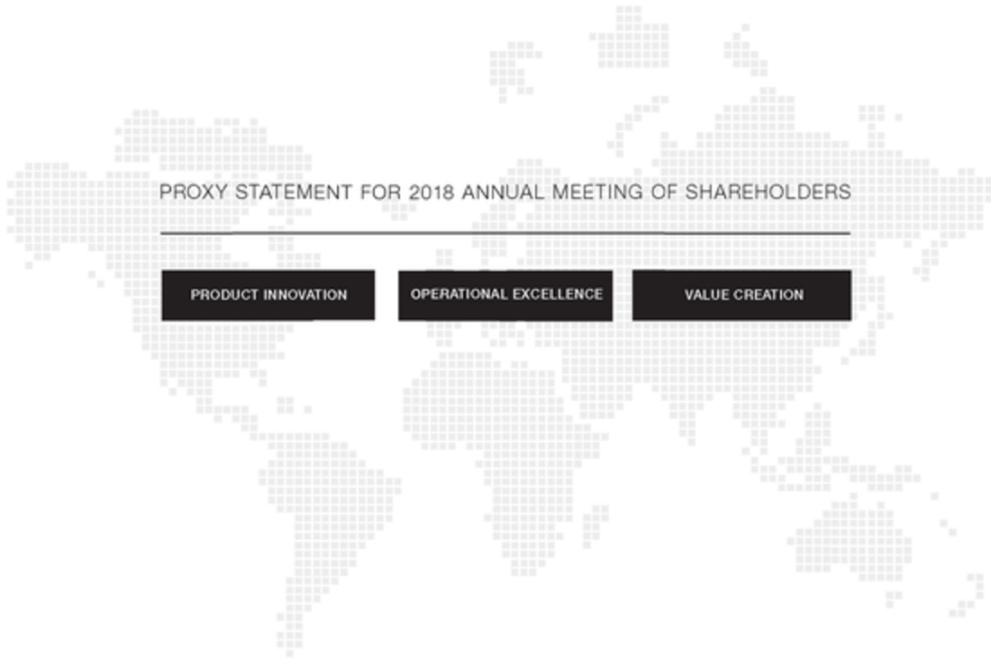 PROXY STATEMENT FOR 2018 ANNUAL MEETING OF SHAREHOLDERS
PRODUCT INNOVATION
OPERATIONAL EXCELLENCE
VALUE CREATION